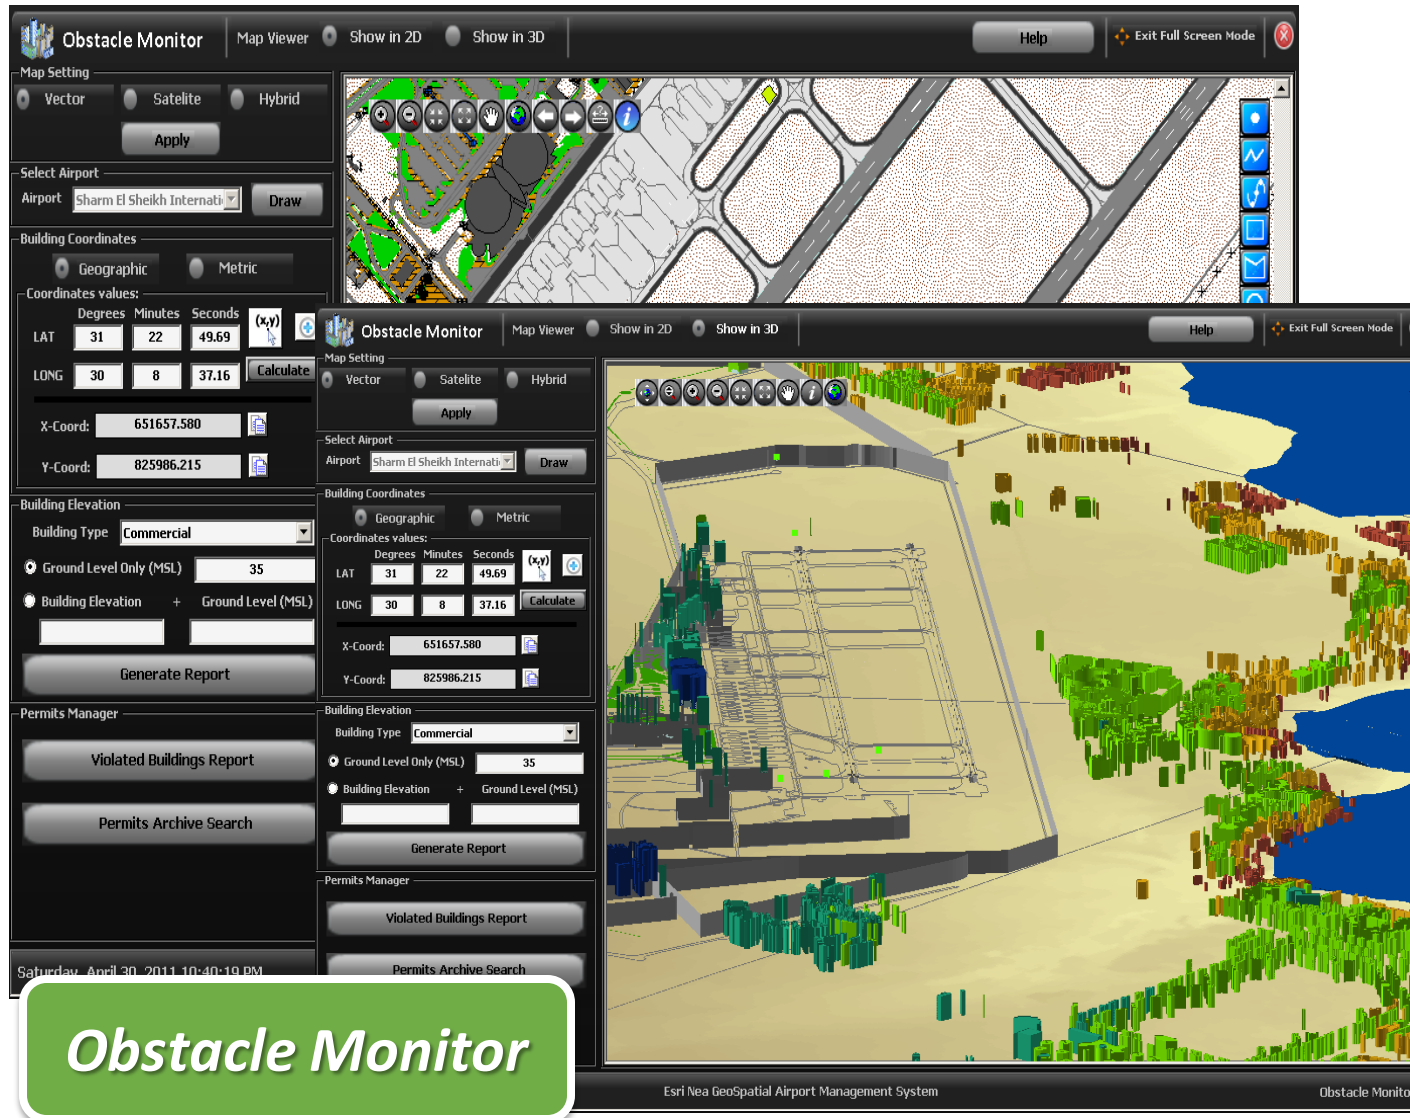 Obstacle Monitor
Map Viewer Show in 2D Show in 3D
Help
Exit Full Screen Mode
Map Setting
Vector Satelite Hybrid
Apply
Select Airport
Airport Sharm El Sheikh Internati Draw
Building Coordinates
Geographic Metric
Coordinates values:
Degrees Minutes Seconds
(x,y)
LAT 31 22 49.69
LONG 30 8 37.16 Calculate
X-Coord: 651657.580
Y-Coord: 825986.215
Building Elevation
Building Type Commercial
Ground Level Only (MSL) 35
Building Elevation + Ground Level (MSL)
Generate Report
Permits Manager
Violated Buildings Report
Permits Archive Search
Saturday, April 30, 2011 10:40:19 PM
Obstacle Monitor
Map Viewer Show in 2D Show in 3D
Help
Exit Full Screen Mode
Map Setting
Vector Satelite Hybrid
Apply
Select Airport
Airport Sharm El Sheikh Internati Draw
Building Coordinates
Geographic Metric
Coordinates values:
Degrees Minutes Seconds
(x,y)
LAT 31 22 49.69
LONG 30 8 37.16 Calculate
X-Coord: 651657.580
Y-Coord: 825986.215
Building Elevation
Building Type Commercial
Ground Level Only (MSL) 35
Building Elevation + Ground Level (MSL)
Generate Report
Permits Manager
Violated Buildings Report
Permits Archive Search
Obstacle Monitor
Esri Nea GeoSpatial Airport Management System
Obstacle Monito